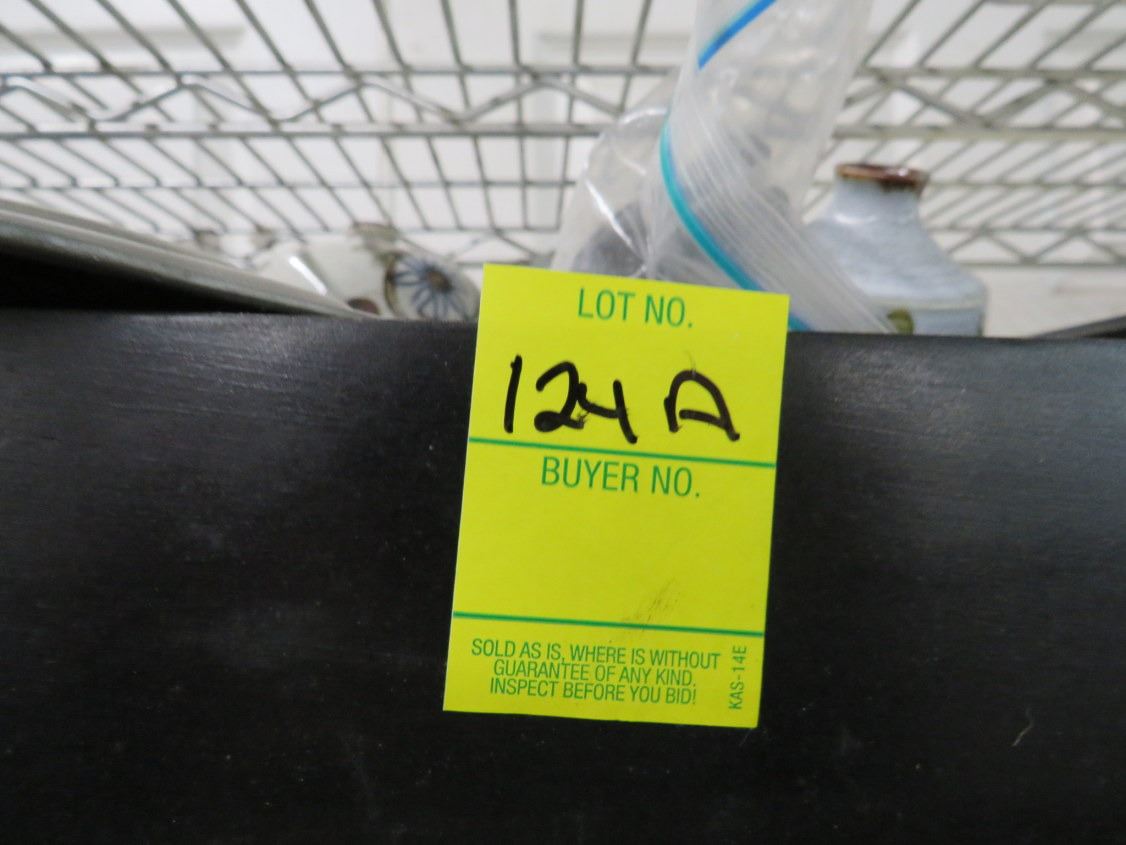 LOT NO.
124 A
BUYER NO.
SOLD AS IS, WHERE IS WITHOUT
GUARANTEE OF ANY KIND.
INSPECT BEFORE YOU BID!
KAS-14E